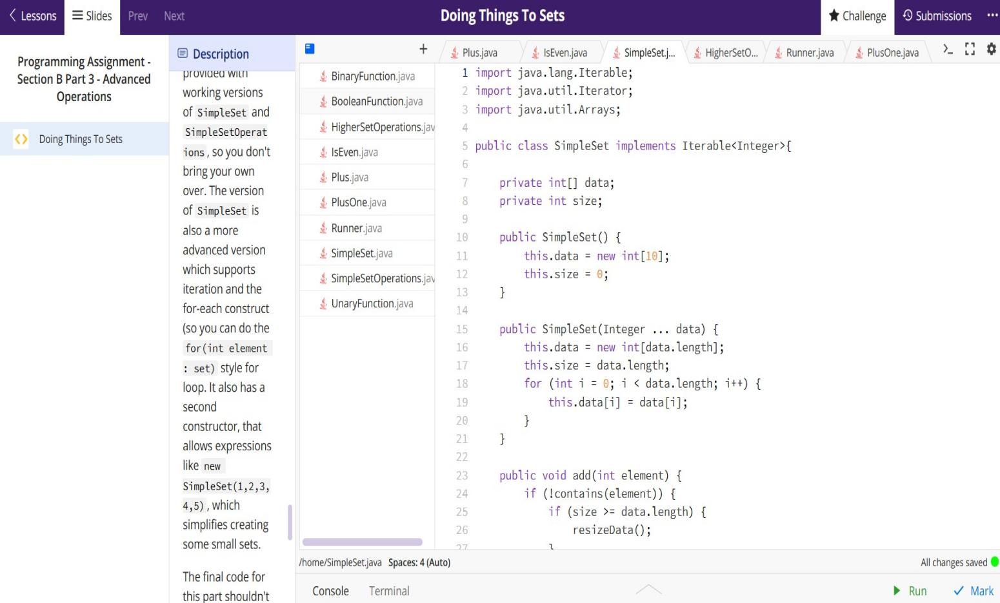 Lessons
Slides
Prev
Next
Doing Things To Sets
Challenge
Submissions
Programming Assignment -
Section B Part 3 - Advanced
Operations
Doing Things To Sets
Description
provided with
working versions
of SimpleSet and
SimpleSetOperat
ions, so you don't
bring your own
over. The version
of SimpleSet is
also a more
advanced version
which supports
iteration and the
for-each construct
(so you can do the
for(int element
: set) style for
loop. It also has a
second
constructor, that
allows expressions
like new
SimpleSet(1,2,3,
4,5), which
simplifies creating
some small sets.
The final code for
this part shouldn't
BinaryFunction.java
BooleanFunction.java
HigherSetOperations.jav
IsEven.java
Plus.java
PlusOne.java
Runner.java
SimpleSet.java
SimpleSetOperations.jav
UnaryFunction.java
Plus.java
IsEven.java
SimpleSet.j...
HigherSetO...
Runner.java
PlusOne.java
1 import java.lang.Iterable;
2 import java.util.Iterator;
3 import java.util.Arrays;
4
5 public class SimpleSet implements Iterable<Integer>{
6
7 private int[] data;
8 private int size;
9
10 public SimpleSet() {
11 this.data = new int[10];
12 this.size = 0;
13 }
14
15 public SimpleSet(Integer ... data) {
16 this.data = new int[data.length];
17 this.size = data.length;
18 for (int i = 0; i < data.length; i++) {
19 this.data[i] = data[i];
20 }
21 }
22
23 public void add(int element) {
24 if (!contains(element)) {
25 if (size >= data.length) {
26 resizeData();
27 }
/home/SimpleSet.java Spaces: 4 (Auto)
All changes saved
Console
Terminal
Run
Mark